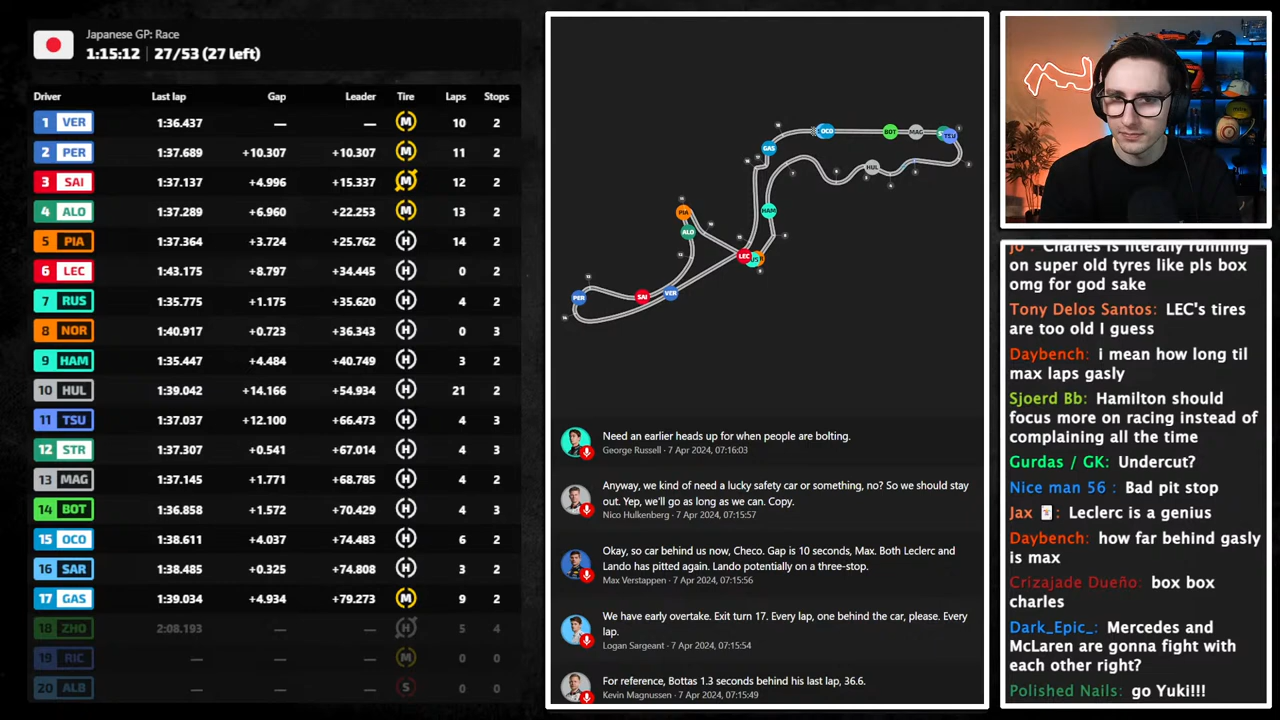 Japanese GP: Race
1:15:12 | 27/53 (27 left)
Driver Last lap Gap Leader Tire Laps Stops
1 VER 1:36.437 — — M 10 2
2 PER 1:37.689 +10.307 +10.307 M 11 2
3 SAI 1:37.137 +4.996 +15.337 M 12 2
4 ALO 1:37.289 +6.960 +22.253 M 13 2
5 PIA 1:37.364 +3.724 +25.762 H 14 2
6 LEC 1:43.175 +8.797 +34.445 H 0 2
7 RUS 1:35.775 +1.175 +35.620 H 4 2
8 NOR 1:40.917 +0.723 +36.343 H 0 3
9 HAM 1:35.447 +4.484 +40.749 H 3 2
10 HUL 1:39.042 +14.166 +54.934 H 21 2
11 TSU 1:37.037 +12.100 +66.473 H 4 3
12 STR 1:37.307 +0.541 +67.014 H 4 3
13 MAG 1:37.145 +1.771 +68.785 H 4 2
14 BOT 1:36.858 +1.572 +70.429 H 4 3
15 OCO 1:38.611 +4.037 +74.483 H 6 2
16 SAR 1:38.485 +0.325 +74.808 H 3 2
17 GAS 1:39.034 +4.934 +79.273 M 9 2
18 ZHO 2:08.193 — — H 5 4
19 RIC — — — M 0 0
20 ALB — — — S 0 0
OCO BOT MAG TSU
GAS
HUL
PIA HAM
ALO
LEC
PER SAI VER
Need an earlier heads up for when people are bolting.
George Russell · 7 Apr 2024, 07:16:03
Anyway, we kind of need a lucky safety car or something, no? So we should stay
out. Yep, we'll go as long as we can. Copy.
Nico Hulkenberg · 7 Apr 2024, 07:15:57
Okay, so car behind us now, Checo. Gap is 10 seconds, Max. Both Leclerc and
Lando has pitted again. Lando potentially on a three-stop.
Max Verstappen · 7 Apr 2024, 07:15:56
We have early overtake. Exit turn 17. Every lap, one behind the car, please. Every
lap.
Logan Sargeant · 7 Apr 2024, 07:15:54
For reference, Bottas 1.3 seconds behind his last lap, 36.6.
Kevin Magnussen · 7 Apr 2024, 07:15:49
jo : Charles is literally running
on super old tyres like pls box
omg for god sake
Tony Delos Santos: LEC's tires
are too old I guess
Daybench: i mean how long til
max laps gasly
Sjoerd Bb: Hamilton should
focus more on racing instead of
complaining all the time
Gurdas / GK: Undercut?
Nice man 56 : Bad pit stop
Jax 🃏: Leclerc is a genius
Daybench: how far behind gasly
is max
Crizajade Dueño: box box
charles
Dark_Epic_: Mercedes and
McLaren are gonna fight with
each other right?
Polished Nails: go Yuki!!!